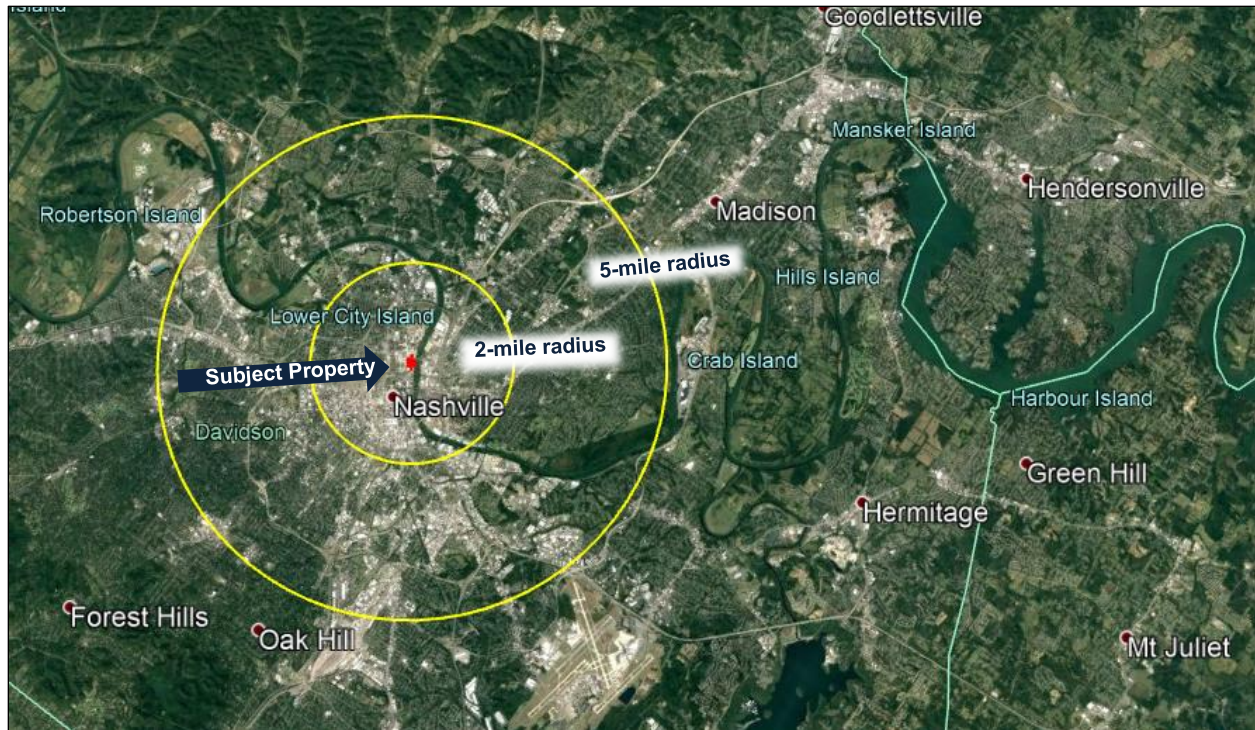 Island
Goodlettsville
Mansker Island
Hendersonville
Madison
Robertson Island
5-mile radius
Hills Island
Lower City Island
2-mile radius
Crab Island
Subject Property
Nashville
Harbour Island
Davidson
Green Hill
Hermitage
Forest Hills
Oak Hill
Mt Juliet